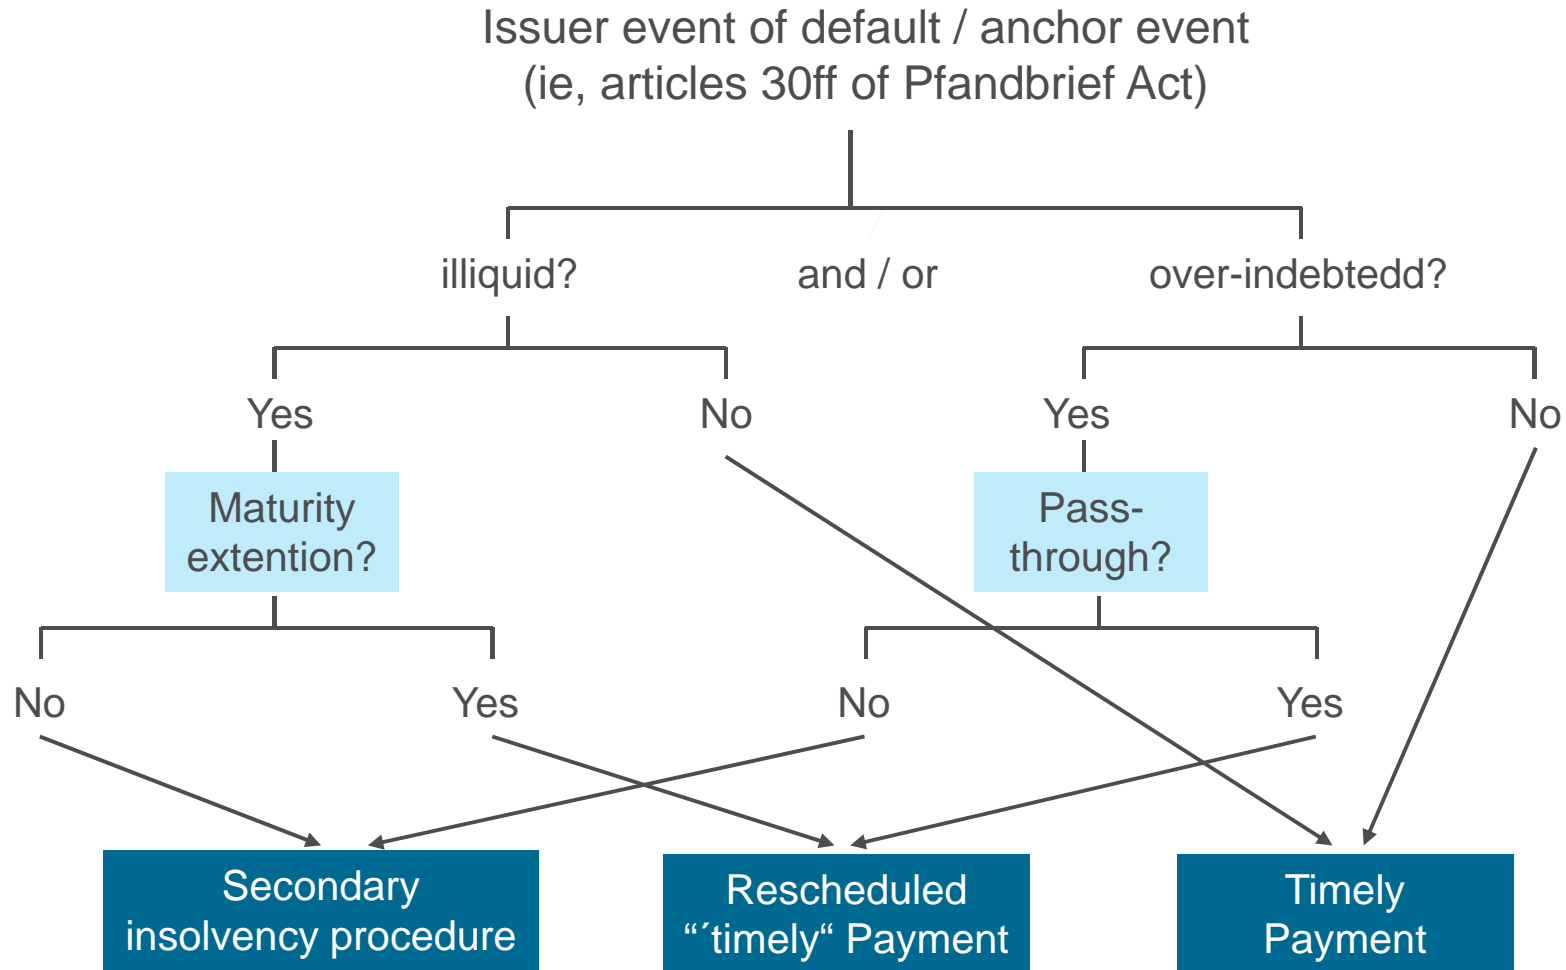 Issuer event of default / anchor event
(ie, articles 30ff of Pfandbrief Act)
illiquid?
and / or
over-indebtedd?
Yes
No
Yes
No
Maturity
extention?
Pass-
through?
No
Yes
No
Yes
Secondary
insolvency procedure
Rescheduled
“´timely“ Payment
Timely
Payment